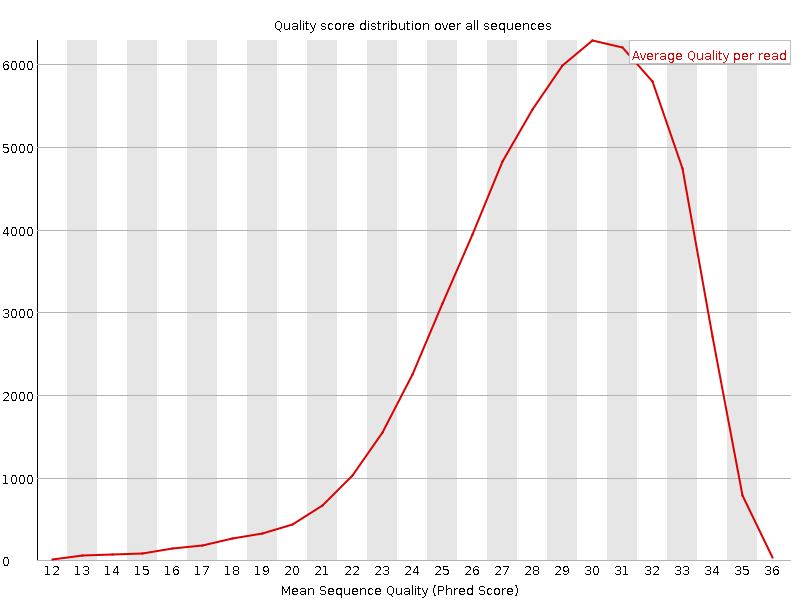 Quality score distribution over all sequences
Average Quality per read
6000
5000
4000
3000
2000
1000
0
12 13 14 15 16 17 18 19 20 21 22 23 24 25 26 27 28 29 30 31 32 33 34 35 36
Mean Sequence Quality (Phred Score)